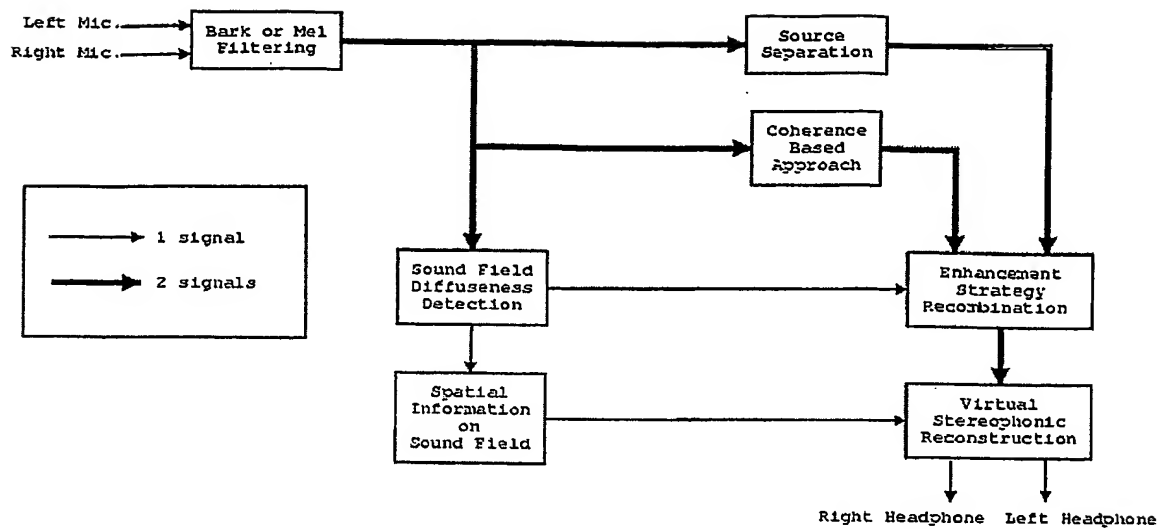 Left Mic.
Right Mic.
Bark or Mel
Filtering
Source
Separation
Coherence
Based
Approach
1 signal
2 signals
Sound Field
Diffuseness
Detection
Enhancement
Strategy
Recombination
Spatial
Information
on
Sound Field
Virtual
Stereophonic
Reconstruction
Right Headphone
Left Headphone